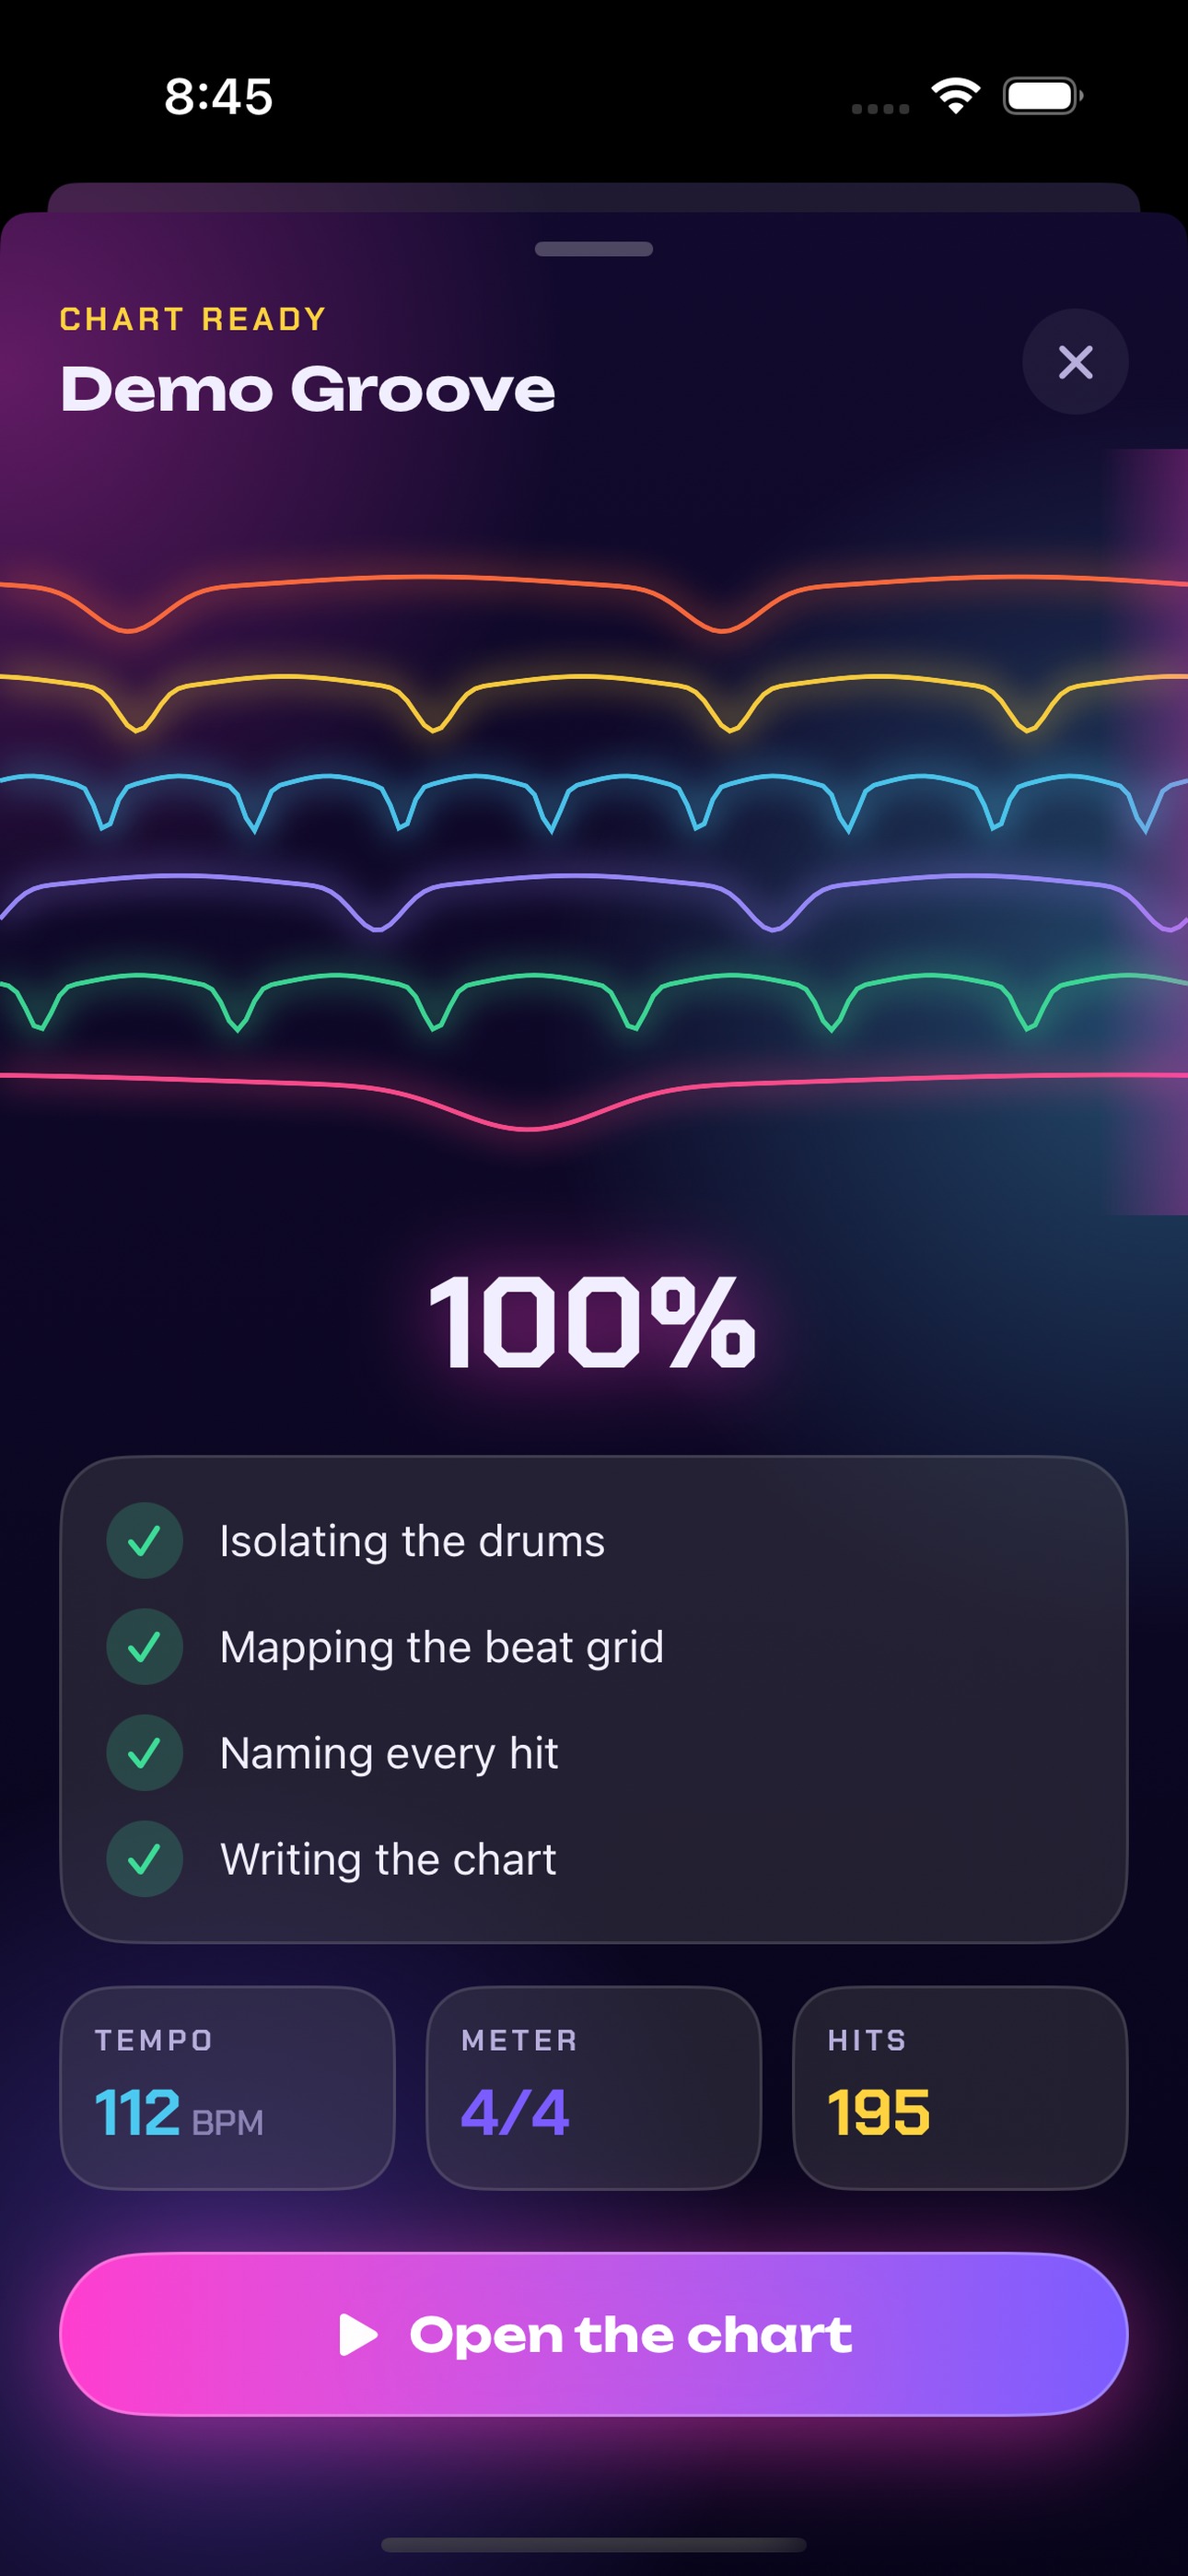 8:45
CHART READY
Demo Groove
100%
Isolating the drums
Mapping the beat grid
Naming every hit
Writing the chart
TEMPO METER HITS
112 BPM 4/4 195
Open the chart